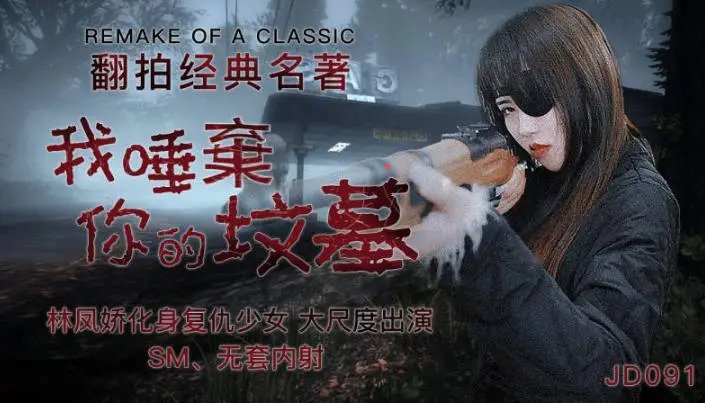 REMAKE OF A CLASSIC
翻拍经典名著
我唾棄
你的坟墓
林凤娇化身复仇少女 大尺度出演
SM、无套内射
JD091